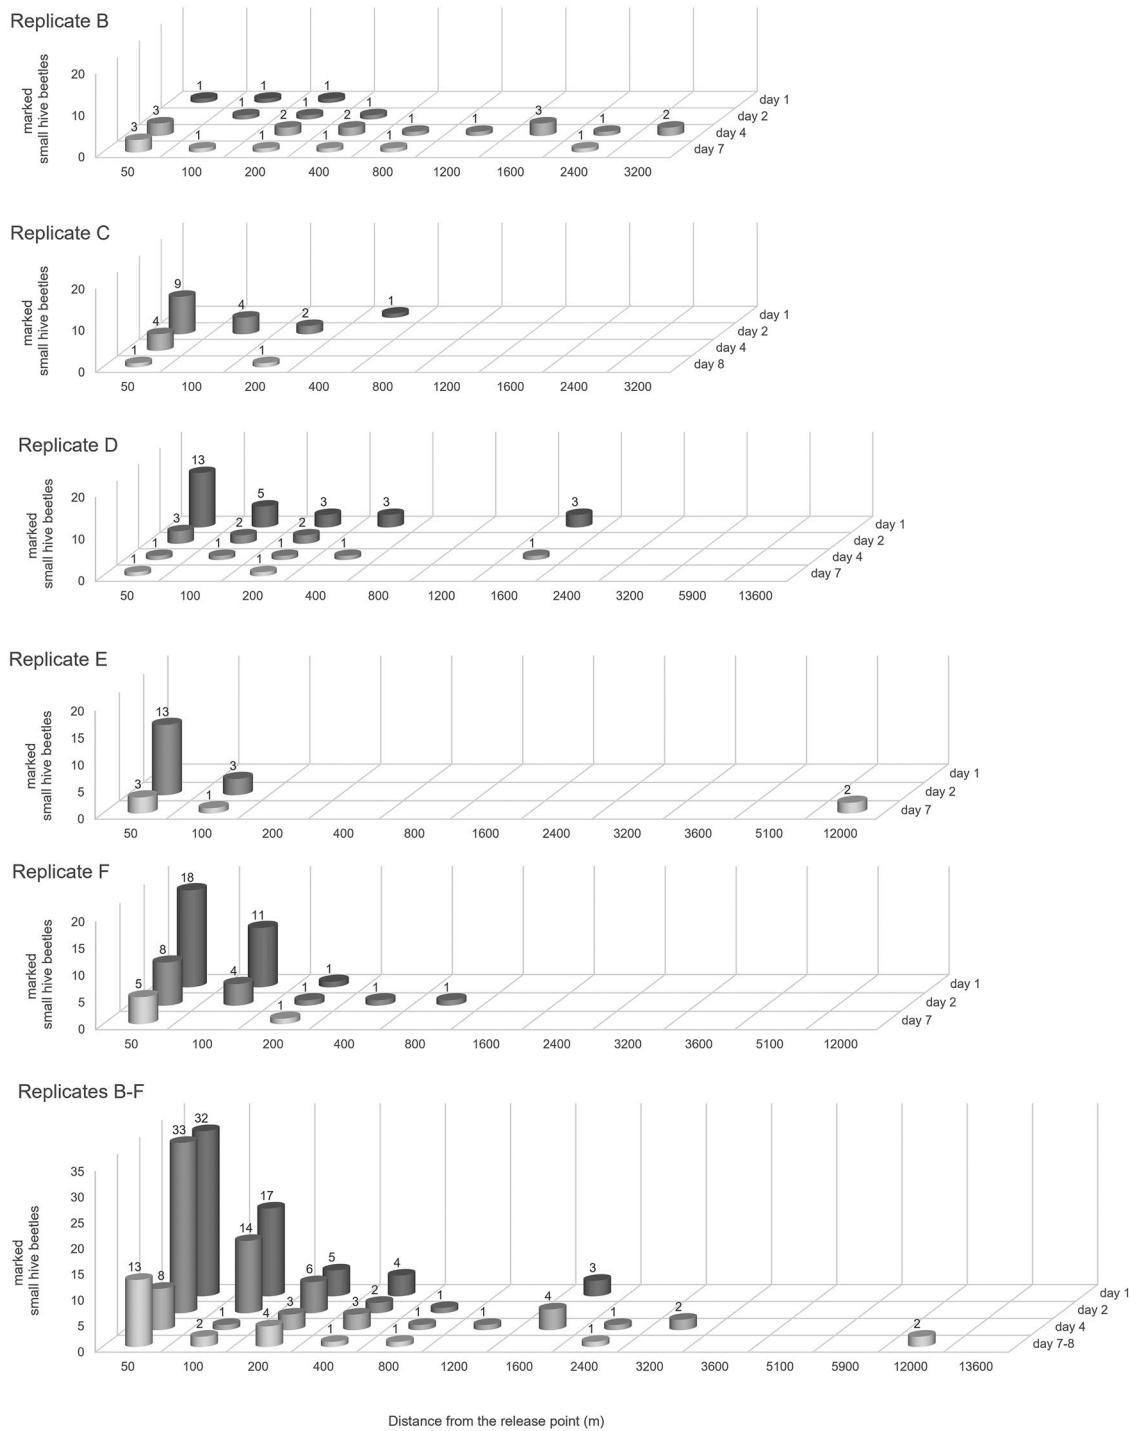 Replicate B
marked
small hive beetles
20
10
0
1 1 1
1 1 1
3 2 2 1 1 3 1 2
3 1 1 1 1 1
day 1
day 2
day 4
day 7
50 100 200 400 800 1200 1600 2400 3200
Replicate C
marked
small hive beetles
20
10
0
1
9 4 2
4
1 1
day 1
day 2
day 4
day 8
50 100 200 400 800 1200 1600 2400 3200
Replicate D
marked
small hive beetles
20
10
0
13 5 3 3 3
3 2 2
1 1 1 1 1
1 1
day 1
day 2
day 4
day 7
50 100 200 400 800 1200 1600 2400 3200 5900 13600
Replicate E
marked
small hive beetles
20
15
10
5
0
13 3
3 1 2
day 1
day 2
day 7
50 100 200 400 800 1600 2400 3200 3600 5100 12000
Replicate F
marked
small hive beetles
20
15
10
5
0
18 11 1
8 4 1 1 1
5 1
day 1
day 2
day 7
50 100 200 400 800 1600 2400 3200 3600 5100 12000
Replicates B-F
marked
small hive beetles
35
30
25
20
15
10
5
0
32 17 5 4 3
33 14 6 2 1
8 1 3 3 1 1 4 1 2
13 2 4 1 1 1 2
day 1
day 2
day 4
day 7-8
50 100 200 400 800 1200 1600 2400 3200 3600 5100 5900 12000 13600
Distance from the release point (m)